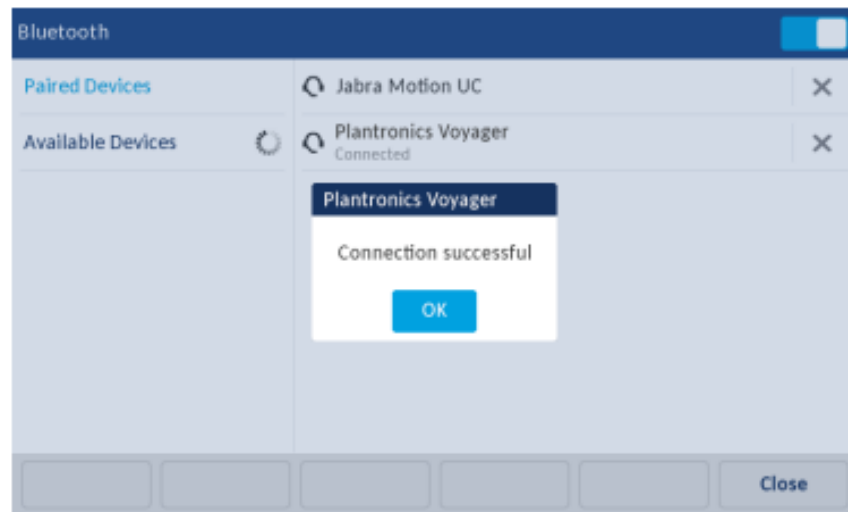 Bluetooth
Paired Devices
Jabra Motion UC
Available Devices
Plantronics Voyager
Connected
Plantronics Voyager
Connection successful
OK
Close